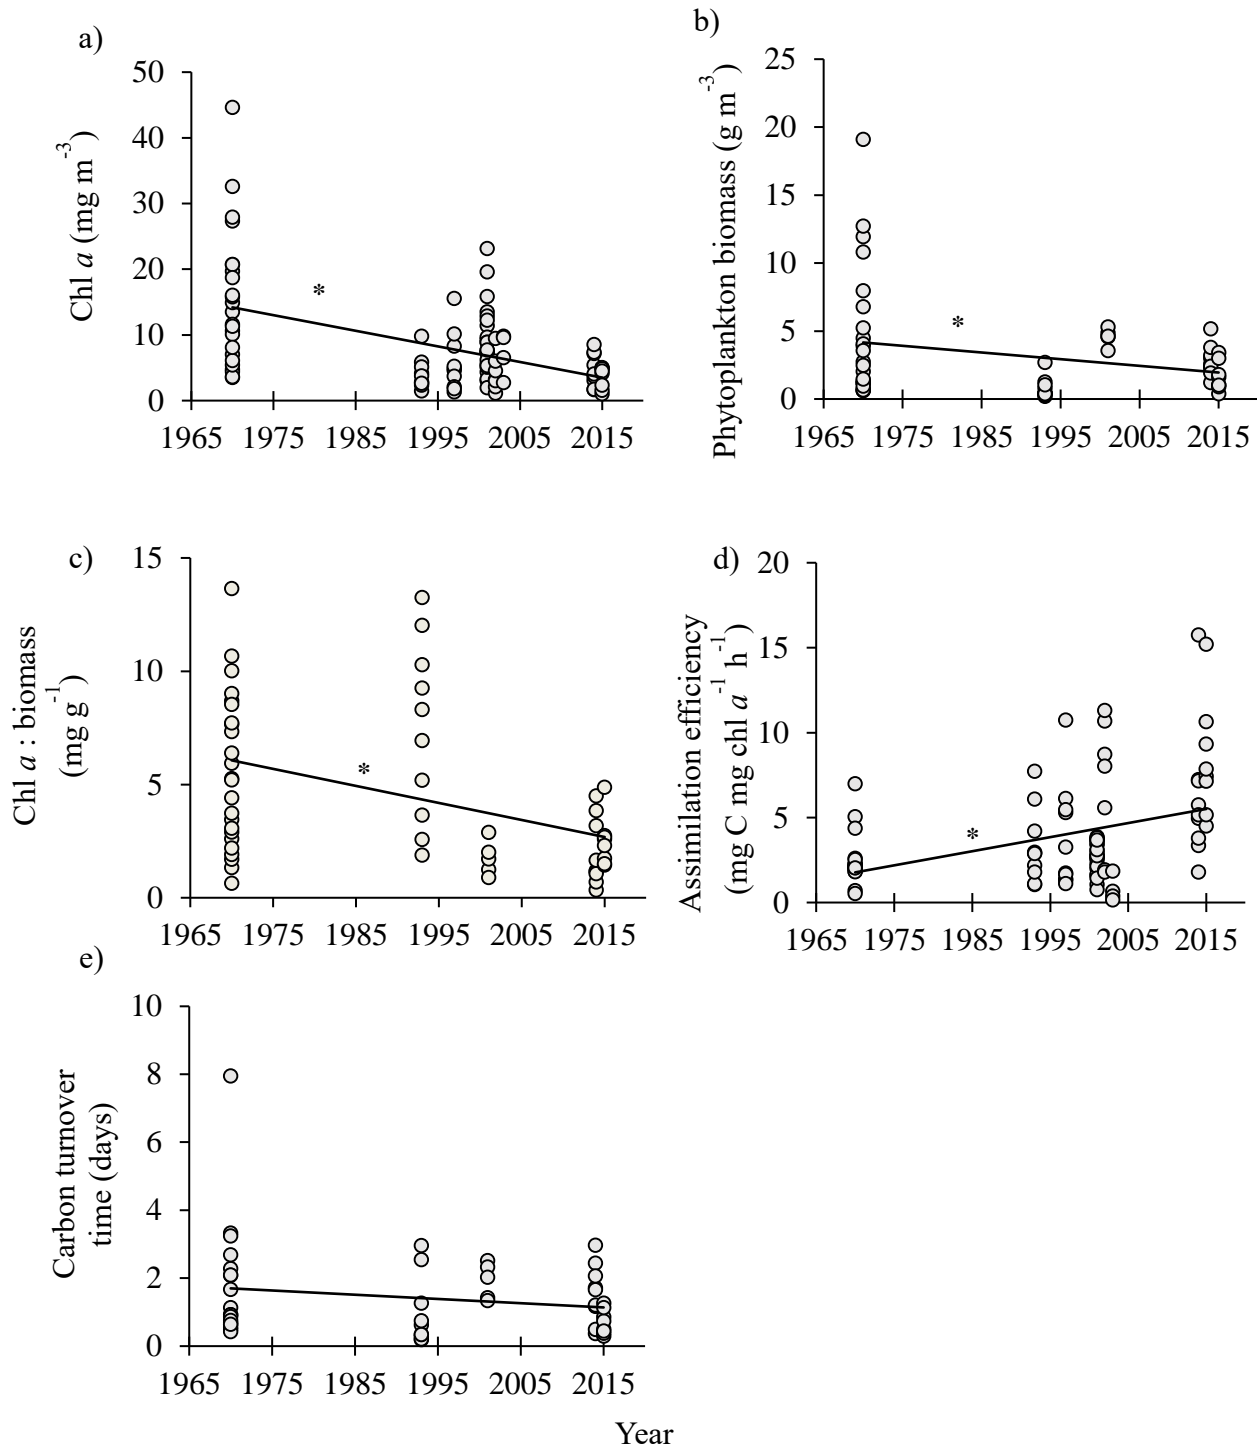 a)
Chl a (mg m-3)
50
40
30
20
10
0
1965 1975 1985 1995 2005 2015
*
b)
Phytoplankton biomass (g m-3)
25
20
15
10
5
0
1965 1975 1985 1995 2005 2015
*
c)
Chl a : biomass
(mg g-1)
15
10
5
0
1965 1975 1985 1995 2005 2015
*
d)
Assimilation efficiency
(mg C mg chl a-1 h-1)
20
15
10
5
0
1965 1975 1985 1995 2005 2015
*
e)
Carbon turnover
time (days)
10
8
6
4
2
0
1965 1975 1985 1995 2005 2015
Year